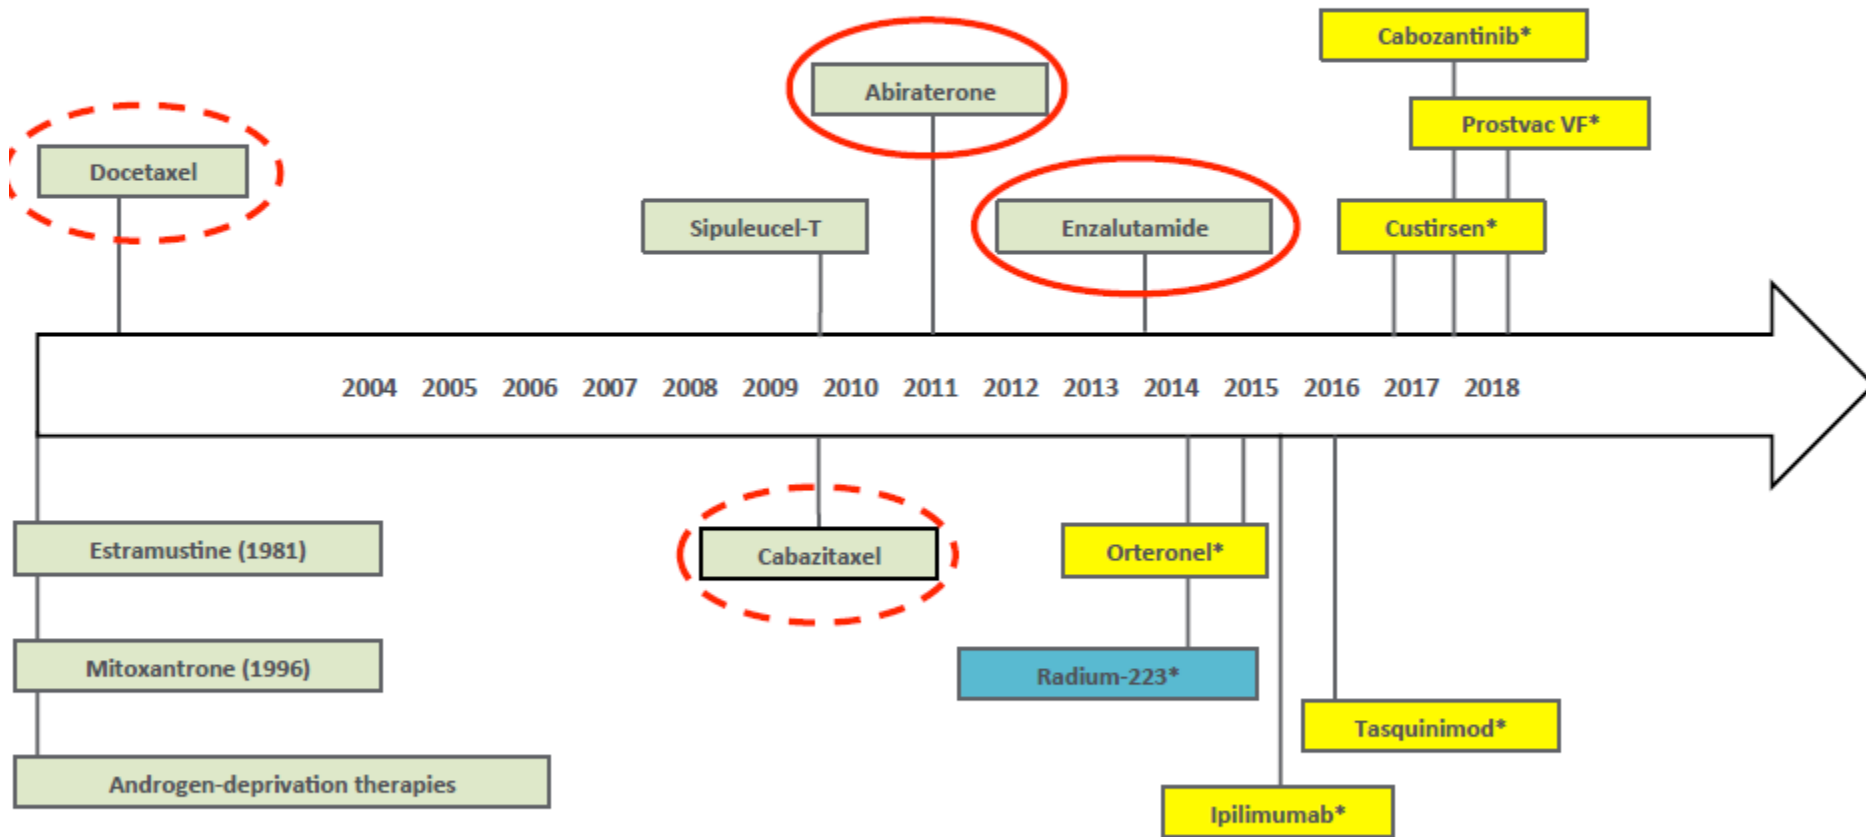 Cabozantinib*
Abiraterone
Prostvac VF*
Docetaxel
Sipuleucel-T
Enzalutamide
Custirsen*
2004 2005 2006 2007 2008 2009 2010 2011 2012 2013 2014 2015 2016 2017 2018
Estramustine (1981)
Cabazitaxel
Orteronel*
Mitoxantrone (1996)
Radium-223*
Tasquinimod*
Androgen-deprivation therapies
Ipilimumab*